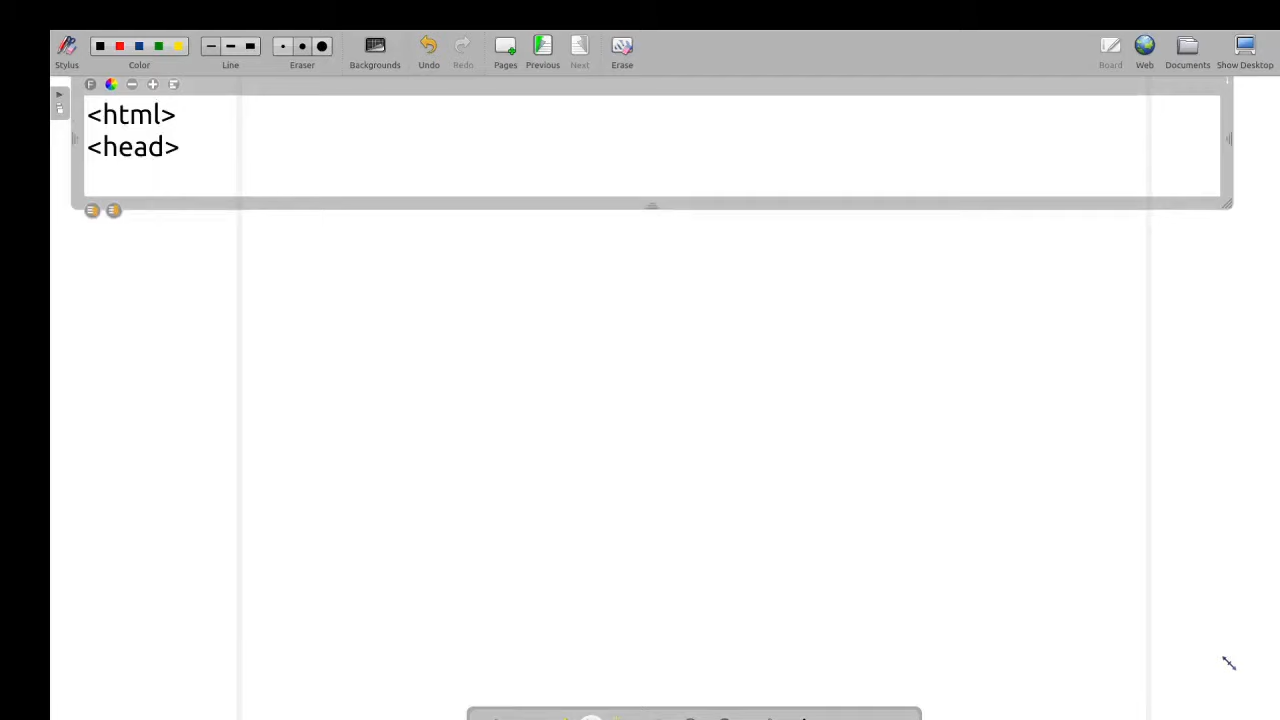 Stylus Color Line Eraser Backgrounds Undo Redo Pages Previous Next Erase Board Web Documents Show Desktop
F
<html>
<head>